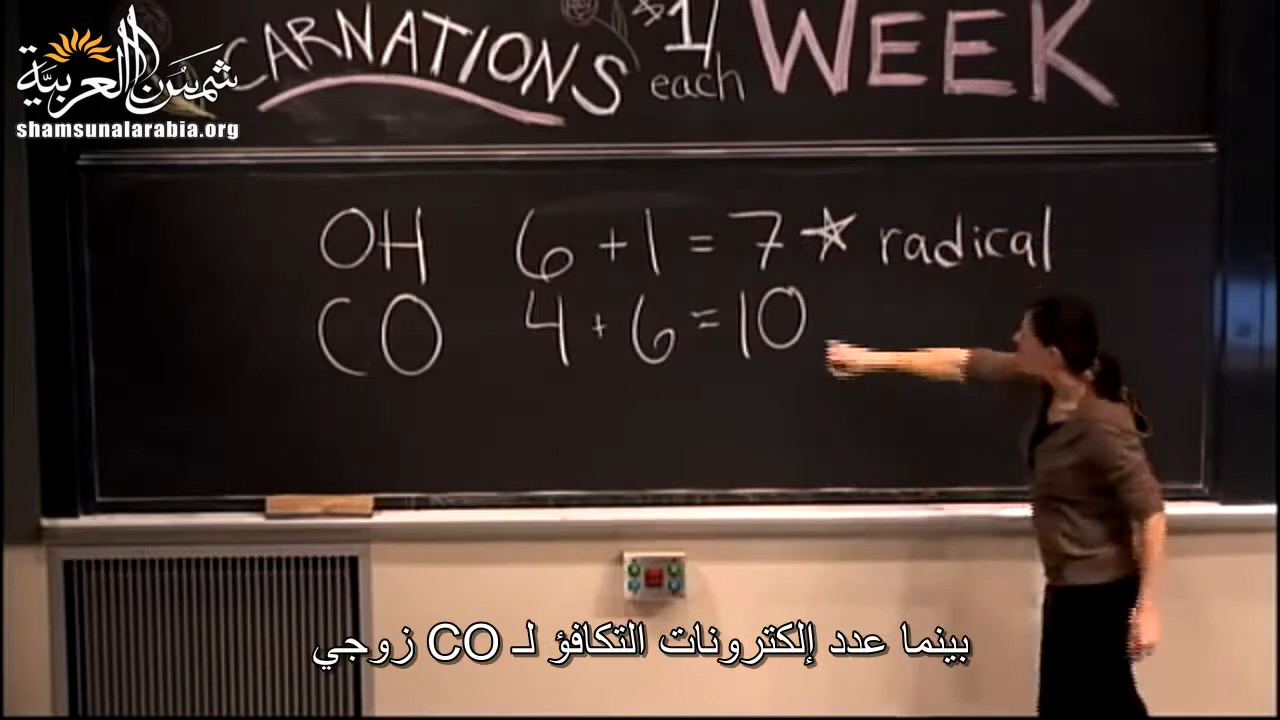 شمس العربية
shamsunalarabia.org
CARNATIONS $1/each WEEK
OH 6+1=7☆ radical
CO 4+6=10
بينما عدد إلكترونات التكافؤ لـ CO زوجي